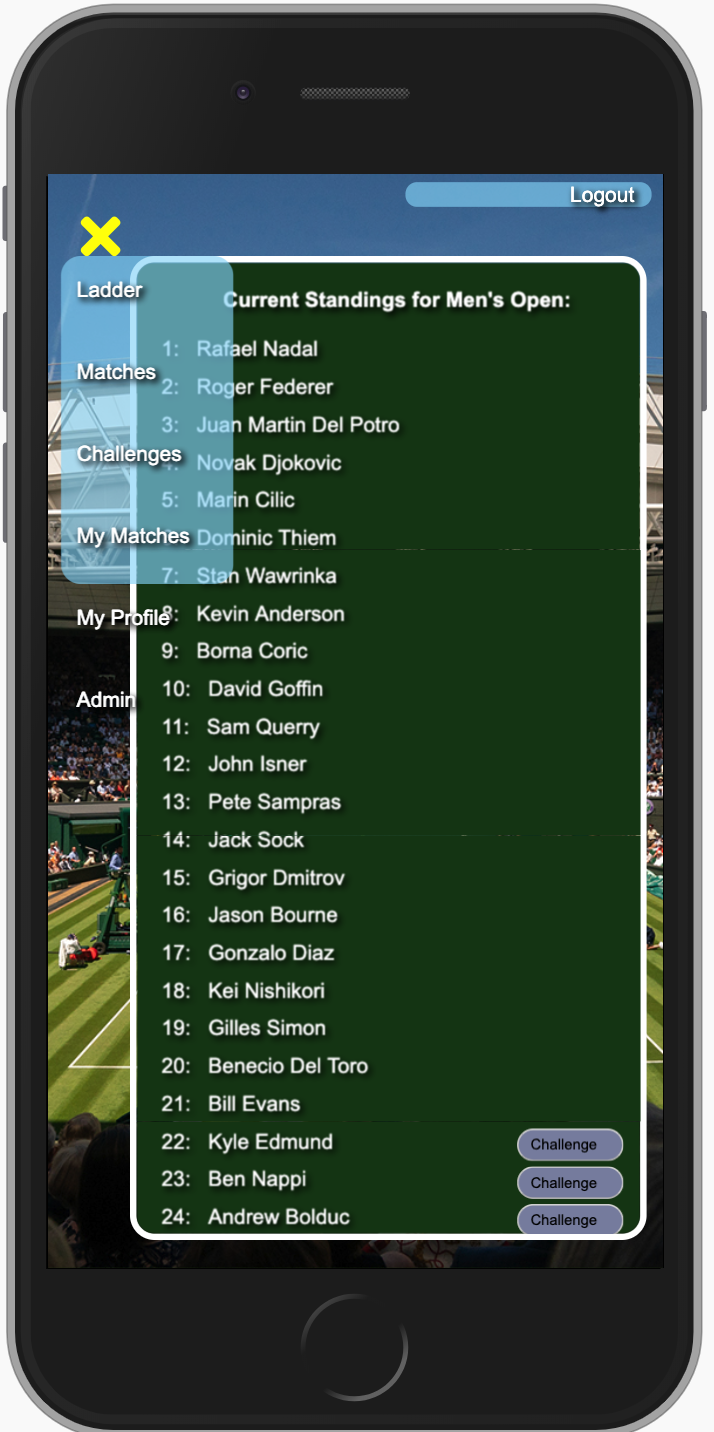 Logout
Ladder
Matches
Challenges
My Matches
My Profile
Admin
Current Standings for Men's Open:
1: Rafael Nadal
2: Roger Federer
3: Juan Martin Del Potro
4: Novak Djokovic
5: Marin Cilic
Dominic Thiem
7: Stan Wawrinka
8: Kevin Anderson
9: Borna Coric
10: David Goffin
11: Sam Querry
12: John Isner
13: Pete Sampras
14: Jack Sock
15: Grigor Dmitrov
16: Jason Bourne
17: Gonzalo Diaz
18: Kei Nishikori
19: Gilles Simon
20: Benecio Del Toro
21: Bill Evans
22: Kyle Edmund Challenge
23: Ben Nappi Challenge
24: Andrew Bolduc Challenge